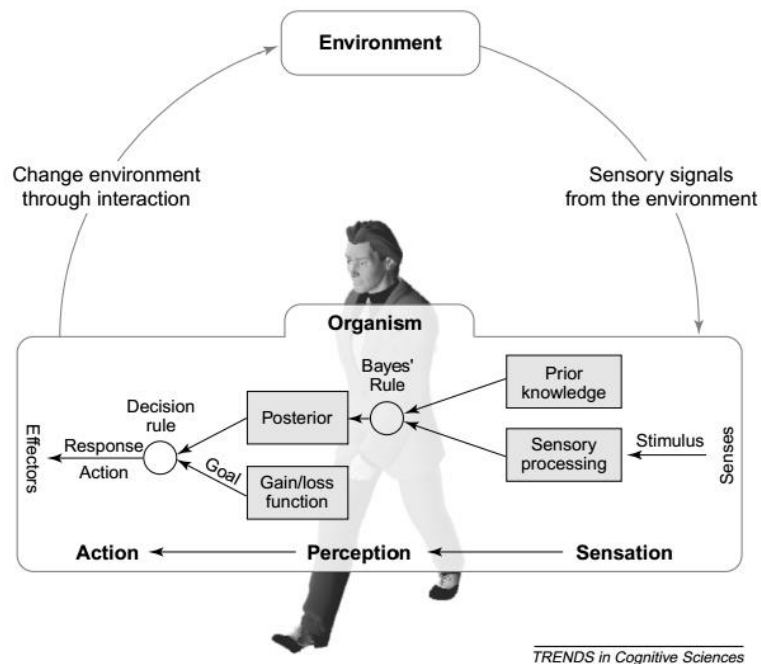 Environment
Change environment
through interaction
Sensory signals
from the environment
Organism
Bayes'
Rule
Prior
knowledge
Decision
rule
Posterior
Effectors
Response
Action
Goal
Gain/loss
function
Sensory
processing
Stimulus
Senses
Action
Perception
Sensation
TRENDS in Cognitive Sciences